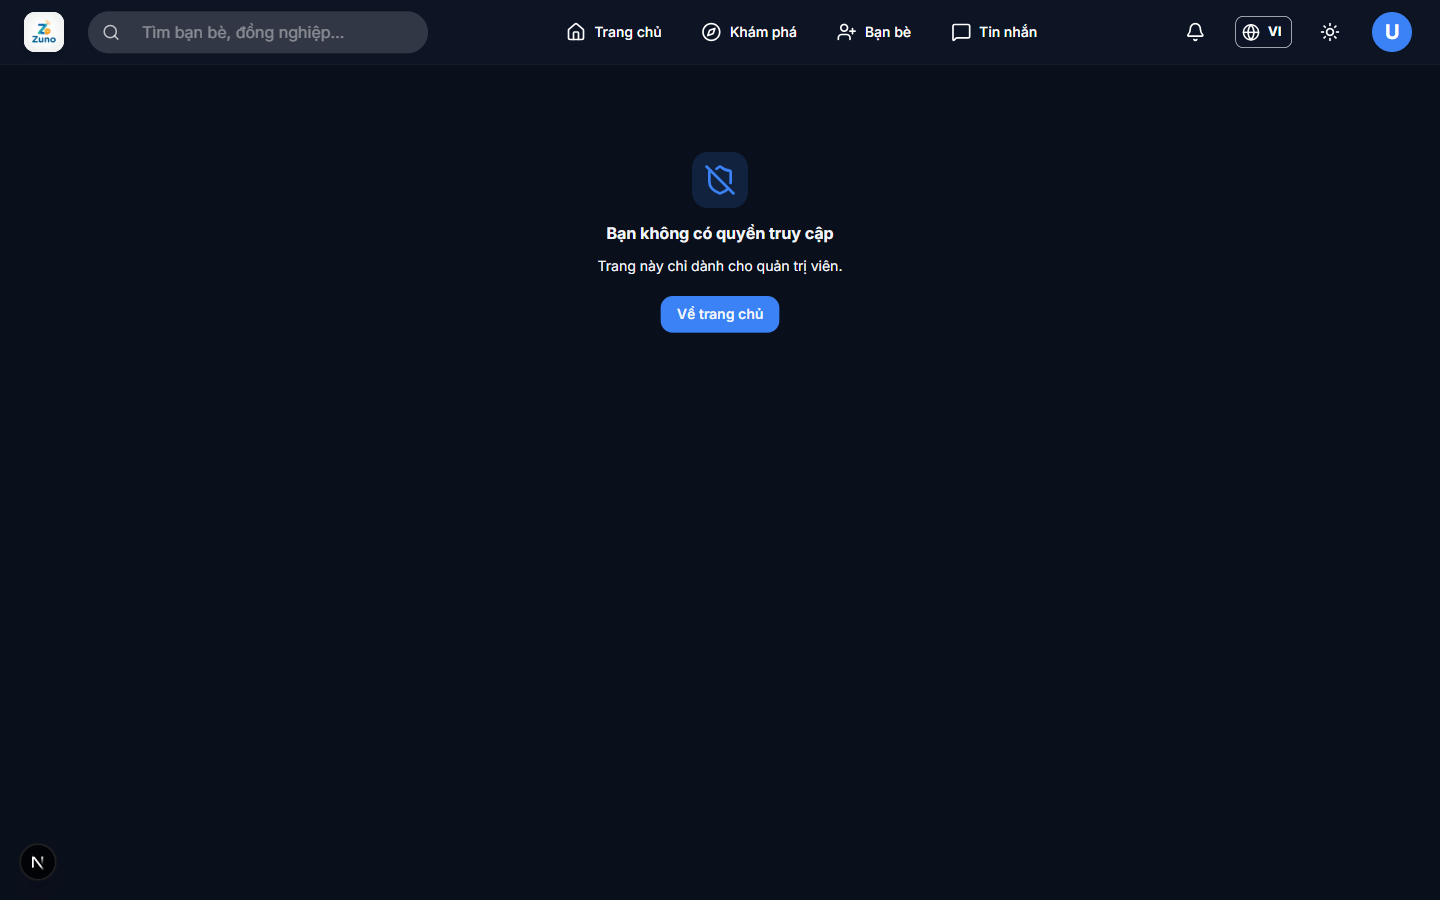 Zuno
Tìm bạn bè, đồng nghiệp...
Trang chủ
Khám phá
Bạn bè
Tin nhắn
VI
U
Bạn không có quyền truy cập
Trang này chỉ dành cho quản trị viên.
Về trang chủ
N